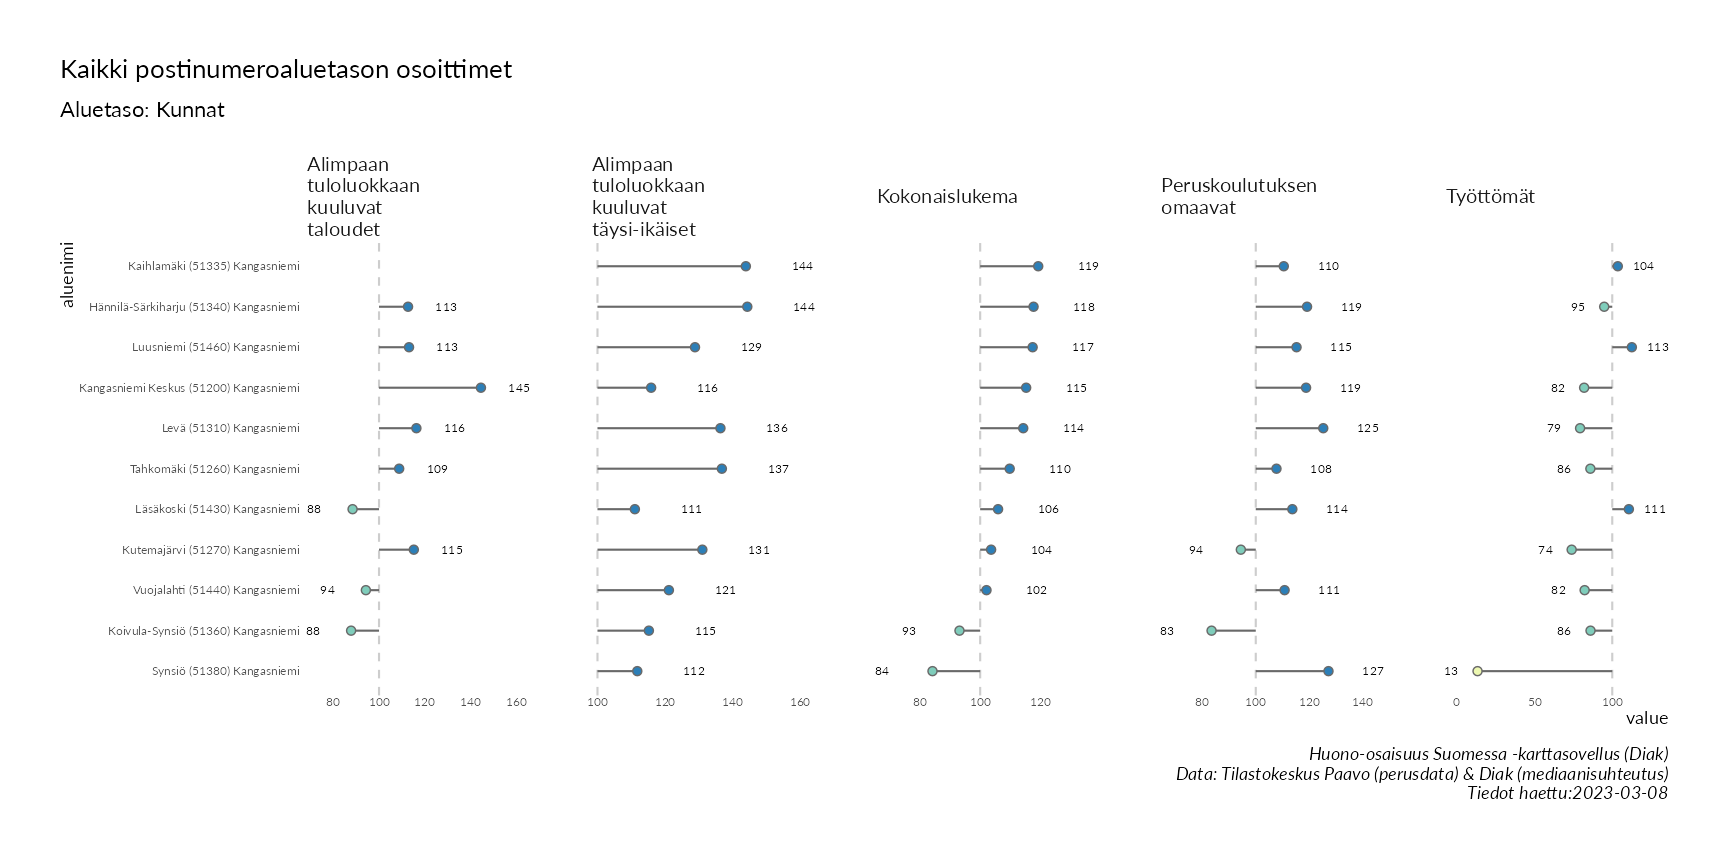 Kaikki postinumeroaluetason osoittimet
Aluetaso: Kunnat
Alimpaan
tuloluokkaan
kuuluvat
taloudet
Alimpaan
tuloluokkaan
kuuluvat
täysi-ikäiset
Kokonaislukema
Peruskoulutuksen
omaavat
Työttömät
aluenimi
Kaihlamäki (51335) Kangasniemi 144 119 110 104
Hännilä-Särkiharju (51340) Kangasniemi 113 144 118 119 95
Luusniemi (51460) Kangasniemi 113 129 117 115 113
Kangasniemi Keskus (51200) Kangasniemi 145 116 115 119 82
Levä (51310) Kangasniemi 116 136 114 125 79
Tahkomäki (51260) Kangasniemi 109 137 110 108 86
Läsäkoski (51430) Kangasniemi 88 111 106 114 111
Kutemajärvi (51270) Kangasniemi 115 131 104 94 74
Vuojalahti (51440) Kangasniemi 94 121 102 111 82
Koivula-Synsiö (51360) Kangasniemi 88 115 93 83 86
Synsiö (51380) Kangasniemi 112 84 127 13
80 100 120 140 160 100 120 140 160 80 100 120 80 100 120 140 0 50 100
value
Huono-osaisuus Suomessa -karttasovellus (Diak)
Data: Tilastokeskus Paavo (perusdata) & Diak (mediaanisuhteutus)
Tiedot haettu:2023-03-08